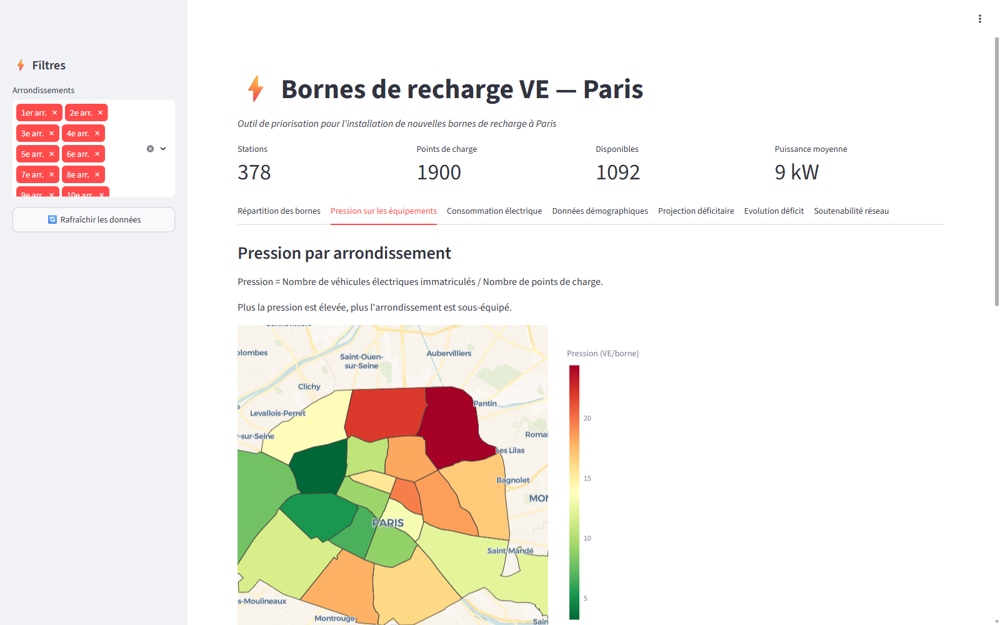 Filtres
Arrondissements
1er arr. × 2e arr. ×
3e arr. × 4e arr. ×
5e arr. × 6e arr. ×
7e arr. × 8e arr. ×
9e arr. × 10e arr. ×
Rafraîchir les données
Bornes de recharge VE — Paris
Outil de priorisation pour l'installation de nouvelles bornes de recharge à Paris
Stations Points de charge Disponibles Puissance moyenne
378 1900 1092 9 kW
Répartition des bornes Pression sur les équipements Consommation électrique Données démographiques Projection déficitaire Evolution déficit Soutenabilité réseau
Pression par arrondissement
Pression = Nombre de véhicules électriques immatriculés / Nombre de points de charge.
Plus la pression est élevée, plus l'arrondissement est sous-équipé.
olombes
Saint-Ouen-
sur-Seine
Aubervilliers
Clichy
Pantin
Levallois-Perret
-sur-Seine
Romai
Les Lilas
Bagnolet
MON
PARIS
Saint-Mandé
s-Moulineaux
Montrouge
Sain
Pression (VE/borne)
20
15
10
5